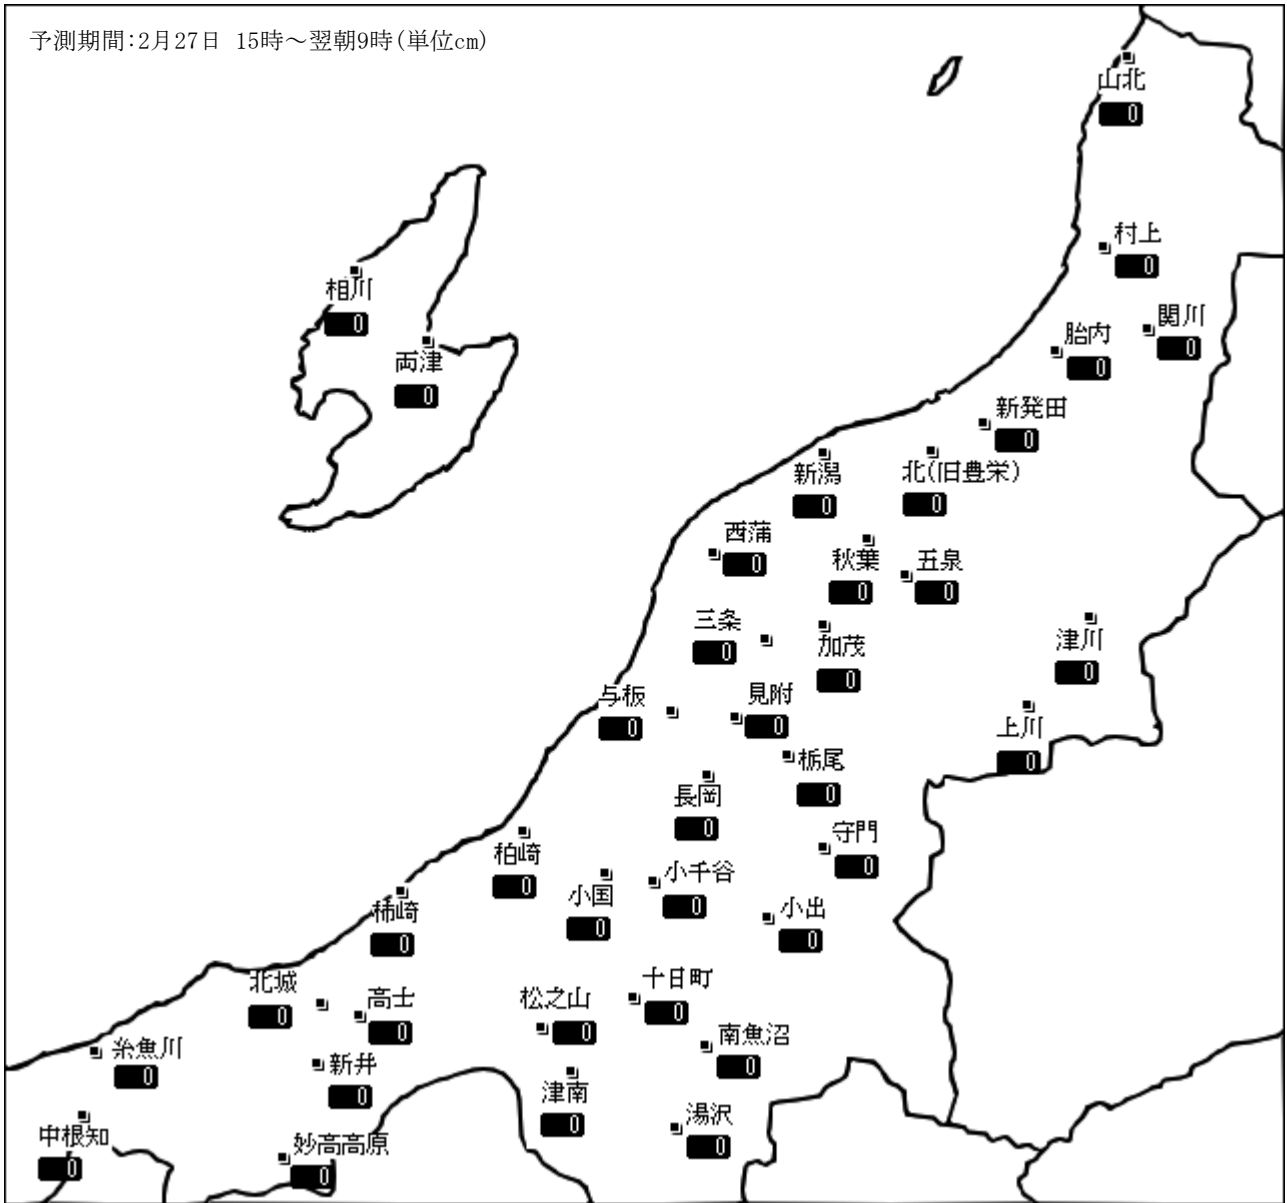 予測期間:2月27日 15時～翌朝9時(単位cm)
山北
0
村上
0
相川
0
関川
0
胎内
0
両津
0
新発田
0
新潟
0
北(旧豊栄)
0
西蒲
0
秋葉
0
五泉
0
三条
0
加茂
0
津川
0
与板
0
見附
0
上川
0
栃尾
0
長岡
0
守門
0
柏崎
0
小千谷
0
小国
0
小出
0
柿崎
0
北城
0
高士
0
松之山
0
十日町
0
南魚沼
0
糸魚川
0
新井
0
津南
0
湯沢
0
中根知
0
妙高高原
0